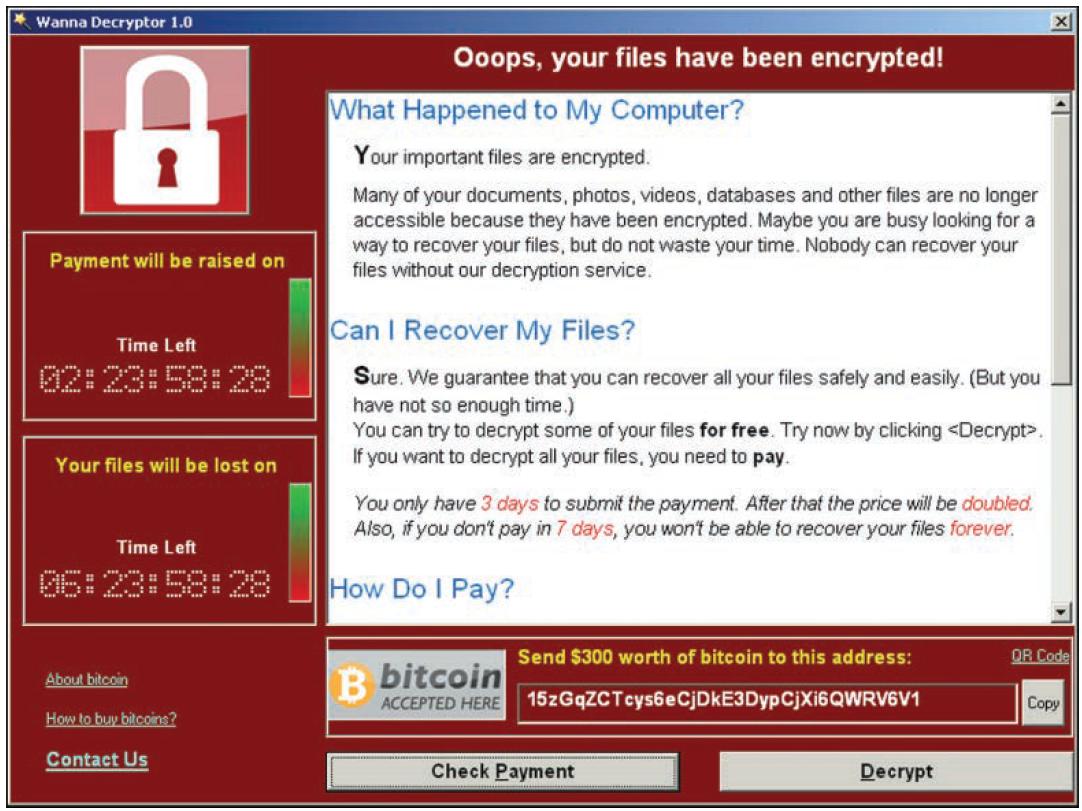 Wanna Decryptor 1.0
Ooops, your files have been encrypted!
Payment will be raised on
Time Left
02:23:58:28
Your files will be lost on
Time Left
06:23:58:28
About bitcoin
How to buy bitcoins?
Contact Us
What Happened to My Computer?
Your important files are encrypted.
Many of your documents, photos, videos, databases and other files are no longer
accessible because they have been encrypted. Maybe you are busy looking for a
way to recover your files, but do not waste your time. Nobody can recover your
files without our decryption service.
Can I Recover My Files?
Sure. We guarantee that you can recover all your files safely and easily. (But you
have not so enough time.)
You can try to decrypt some of your files for free. Try now by clicking <Decrypt>.
If you want to decrypt all your files, you need to pay.
You only have 3 days to submit the payment. After that the price will be doubled.
Also, if you don't pay in 7 days, you won't be able to recover your files forever.
How Do I Pay?
bitcoin
ACCEPTED HERE
Send $300 worth of bitcoin to this address:
QR Code
15zGqZCTcys6eCjDkE3DypCjXi6QWRV6V1
Copy
Check Payment
Decrypt